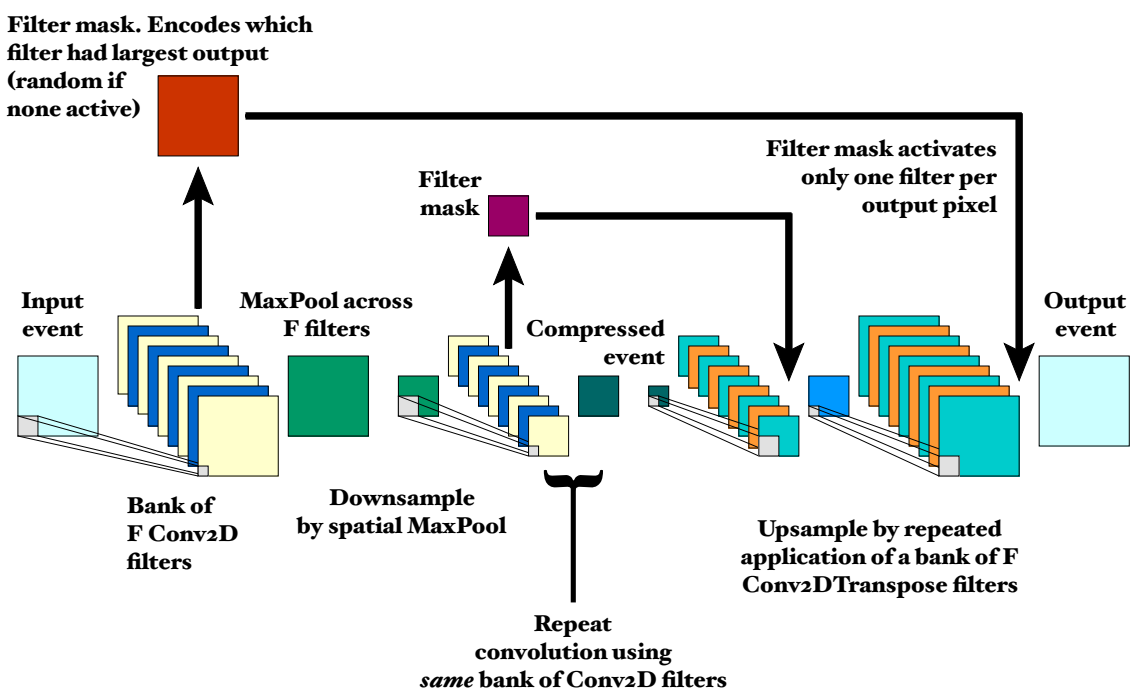 Filter mask. Encodes which
filter had largest output
(random if
none active)
Filter mask activates
only one filter per
output pixel
Filter
mask
Input
event
MaxPool across
F filters
Compressed
event
Output
event
Bank of
F Conv2D
filters
Downsample
by spatial MaxPool
Upsample by repeated
application of a bank of F
Conv2DTranspose filters
Repeat
convolution using
same bank of Conv2D filters